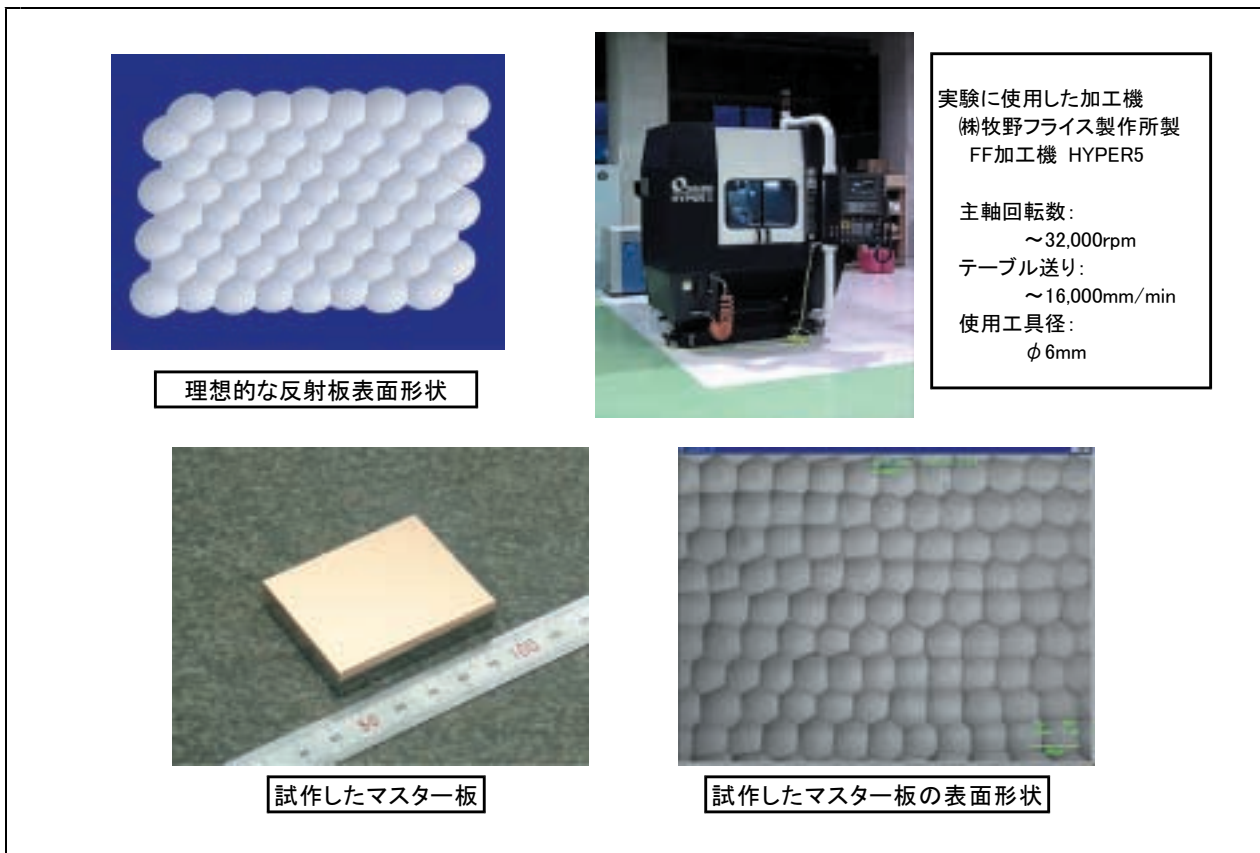 実験に使用した加工機
㈱牧野フライス製作所製
FF加工機 HYPER5
主軸回転数:
～32,000rpm
テーブル送り:
～16,000mm/min
使用工具径:
φ6mm
理想的な反射板表面形状
HYPER5
50
100
試作したマスター板
試作したマスター板の表面形状